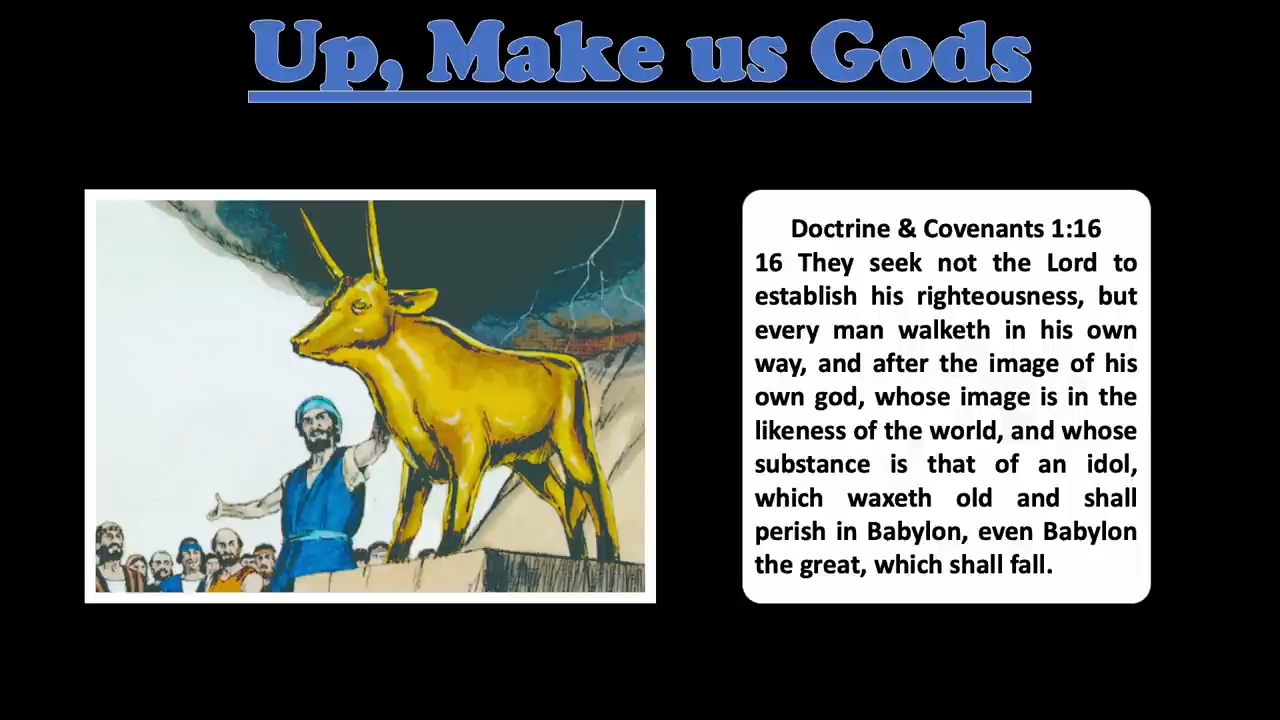 Up, Make us Gods
Doctrine & Covenants 1:16
16 They seek not the Lord to
establish his righteousness, but
every man walketh in his own
way, and after the image of his
own god, whose image is in the
likeness of the world, and whose
substance is that of an idol,
which waxeth old and shall
perish in Babylon, even Babylon
the great, which shall fall.